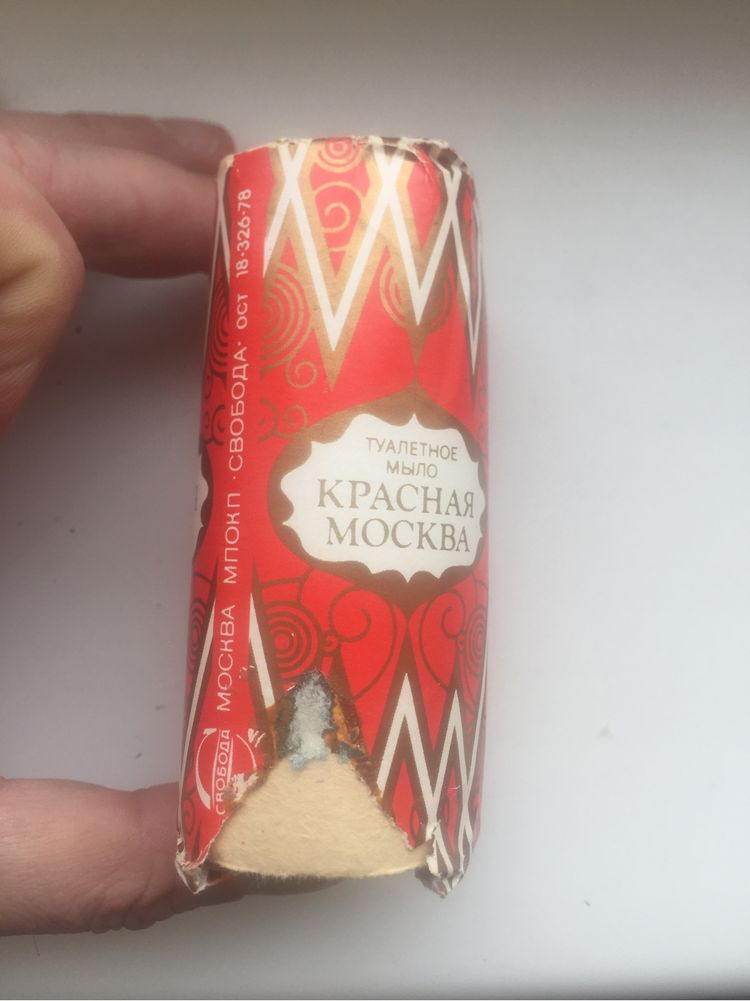 ТУАЛЕТНОЕ
МЫЛО
КРАСНАЯ
МОСКВА
СВОБОДА
МОСКВА МПОКП ·СВОБОДА· ОСТ 18-326-78